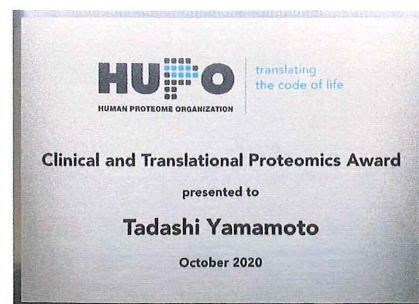 HUPO
translating
the code of life
HUMAN PROTEOME ORGANIZATION
Clinical and Translational Proteomics Award
presented to
Tadashi Yamamoto
October 2020